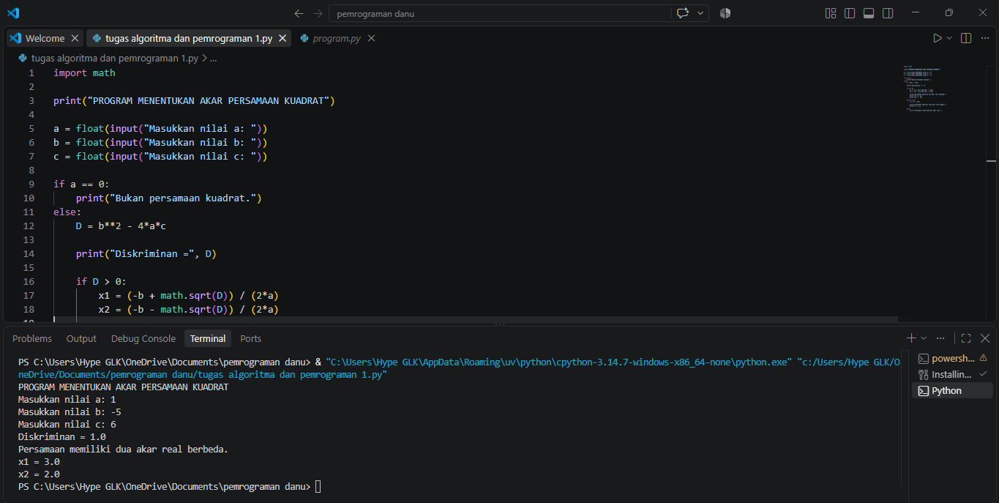 pemrograman danu
Welcome
tugas algoritma dan pemrograman 1.py
program.py
tugas algoritma dan pemrograman 1.py > ...
1 import math
2
3 print("PROGRAM MENENTUKAN AKAR PERSAMAAN KUADRAT")
4
5 a = float(input("Masukkan nilai a: "))
6 b = float(input("Masukkan nilai b: "))
7 c = float(input("Masukkan nilai c: "))
8
9 if a == 0:
10     print("Bukan persamaan kuadrat.")
11 else:
12     D = b**2 - 4*a*c
13
14     print("Diskriminan =", D)
15
16     if D > 0:
17         x1 = (-b + math.sqrt(D)) / (2*a)
18         x2 = (-b - math.sqrt(D)) / (2*a)
Problems Output Debug Console Terminal Ports
PS C:\Users\Hype GLK\OneDrive\Documents\pemrograman danu> & "C:\Users\Hype GLK\AppData\Roaming\uv\python\cpython-3.14.7-windows-x86_64-none\python.exe" "c:/Users/Hype GLK/O
neDrive/Documents/pemrograman danu/tugas algoritma dan pemrograman 1.py"
PROGRAM MENENTUKAN AKAR PERSAMAAN KUADRAT
Masukkan nilai a: 1
Masukkan nilai b: -5
Masukkan nilai c: 6
Diskriminan = 1.0
Persamaan memiliki dua akar real berbeda.
x1 = 3.0
x2 = 2.0
PS C:\Users\Hype GLK\OneDrive\Documents\pemrograman danu>
powersh...
Installin...
Python